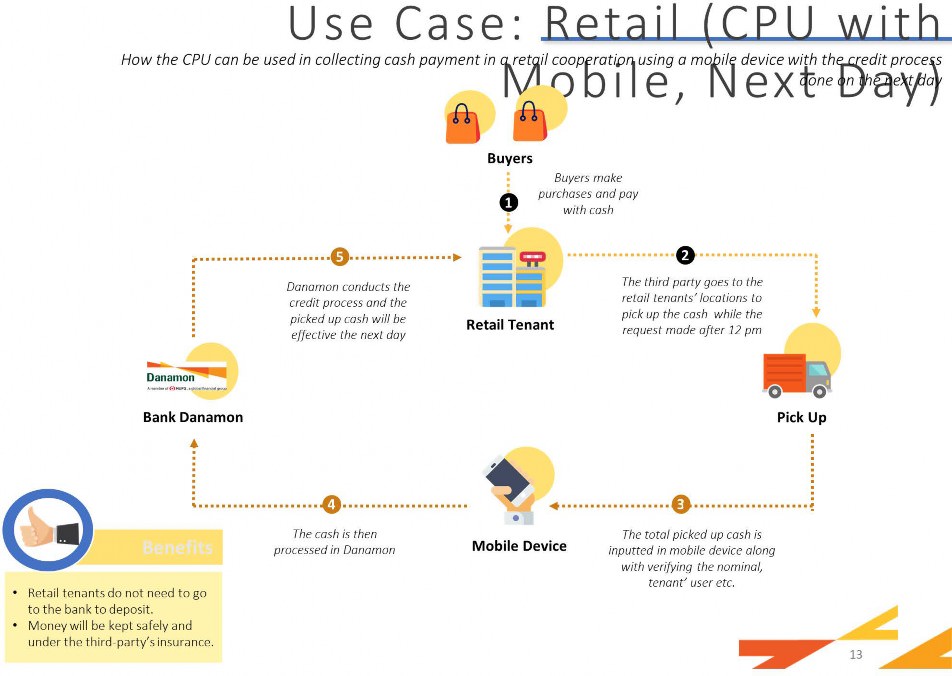 Use Case: Retail (CPU with
Mobile, Next Day)
How the CPU can be used in collecting cash payment in a retail cooperation using a mobile device with the credit process
done on the next day
Buyers
Buyers make
purchases and pay
with cash
1
5
2
Danamon conducts the
credit process and the
picked up cash will be
effective the next day
Retail Tenant
The third party goes to the
retail tenants' locations to
pick up the cash while the
request made after 12 pm
Danamon
A member of MUFG, a global financial group
Bank Danamon
Pick Up
4
3
The cash is then
processed in Danamon
Mobile Device
The total picked up cash is
inputted in mobile device along
with verifying the nominal,
tenant' user etc.
Benefits
• Retail tenants do not need to go
to the bank to deposit.
• Money will be kept safely and
under the third-party's insurance.
13